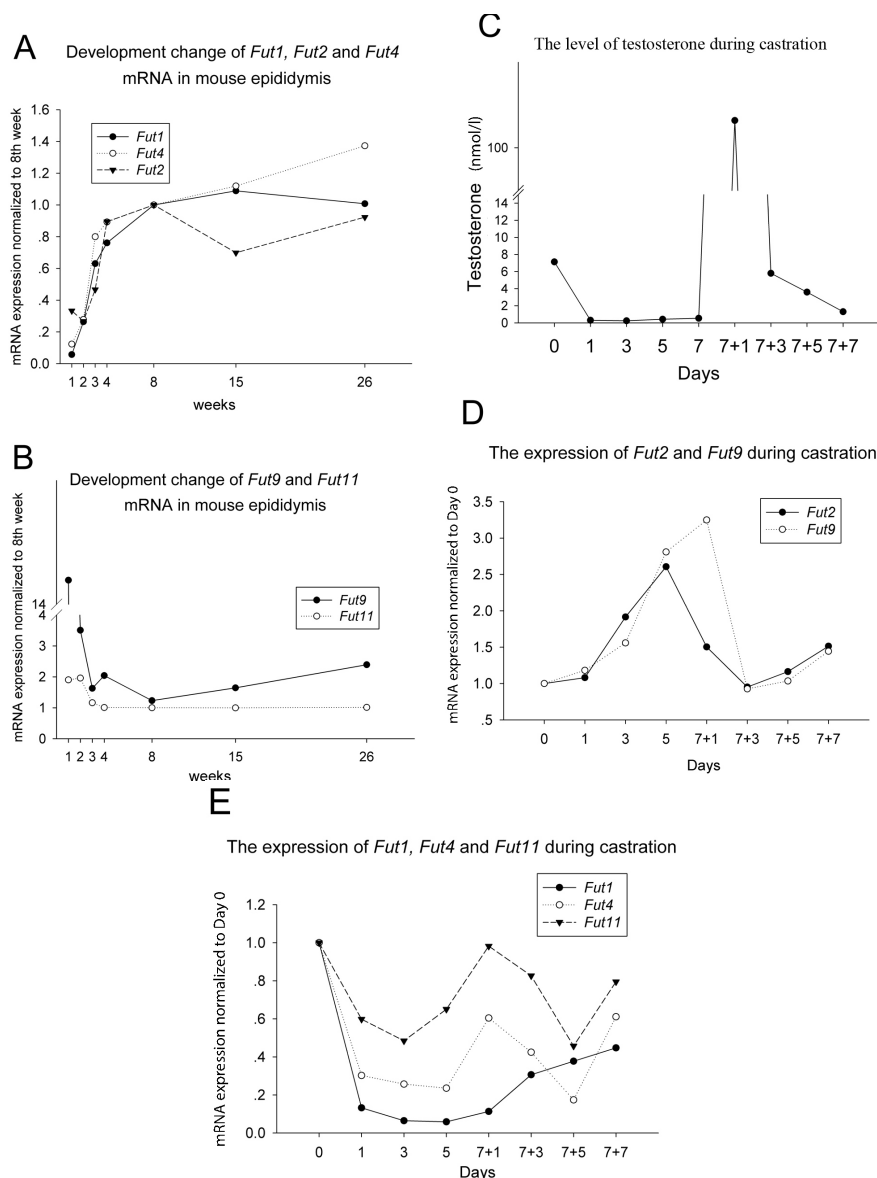 A
Development change of Fut1, Fut2 and Fut4
mRNA in mouse epididymis
mRNA expression normalized to 8th week
1.6
1.4
1.2
1.0
.8
.6
.4
.2
0.0
Fut1
Fut4
Fut2
1 2 3 4 8 15 26
weeks
B
Development change of Fut9 and Fut11
mRNA in mouse epididymis
mRNA expression normalized to 8th week
14
4
3
2
1
0
Fut9
Fut11
1 2 3 4 8 15 26
weeks
C
The level of testosterone during castration
Testosterone (nmol/l)
100
14
12
10
8
6
4
2
0
0 1 3 5 7 7+1 7+3 7+5 7+7
Days
D
The expression of Fut2 and Fut9 during castration
mRNA expression normalized to Day 0
3.5
3.0
2.5
2.0
1.5
1.0
.5
Fut2
Fut9
0 1 3 5 7+1 7+3 7+5 7+7
Days
E
The expression of Fut1, Fut4 and Fut11 during castration
mRNA expression normalized to Day 0
1.2
1.0
.8
.6
.4
.2
0.0
Fut1
Fut4
Fut11
0 1 3 5 7+1 7+3 7+5 7+7
Days